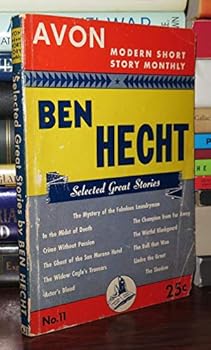 AVON
MODERN SHORT
STORY MONTHLY
BEN
HECHT
Selected Great Stories
The Mystery of the Fabulous Laundryman
In the Midst of Death
The Champion from Far Away
Crime Without Passion
The Wistful Blackguard
The Ghost of the San Moreno Hotel
The Bull that Won
The Widow Cagle's Trousers
Snake the Great
Actor's Blood
The Shadow
No. 11
25c
Selected Great Stories by BEN HECHT